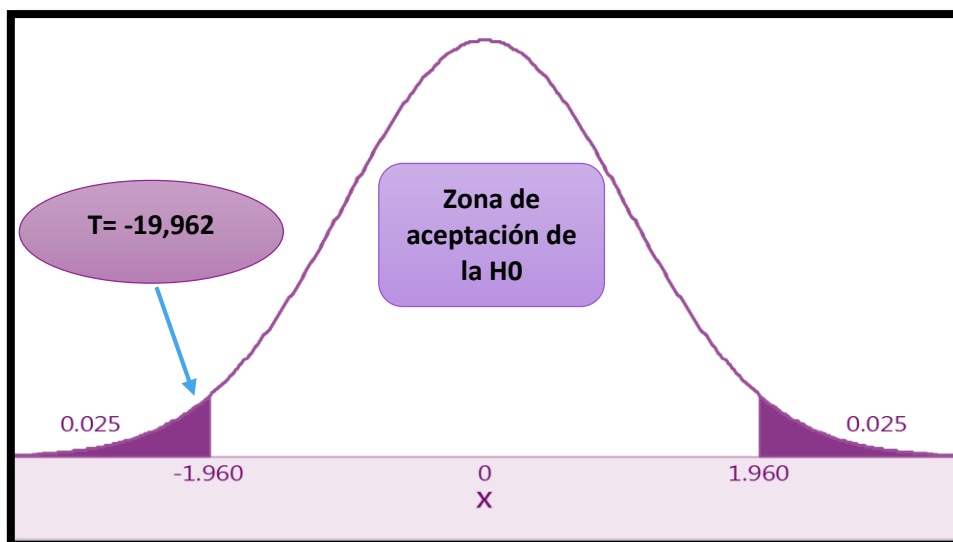 T= -19,962
Zona de
aceptación de
la H0
0.025
0.025
-1.960
0
1.960
X